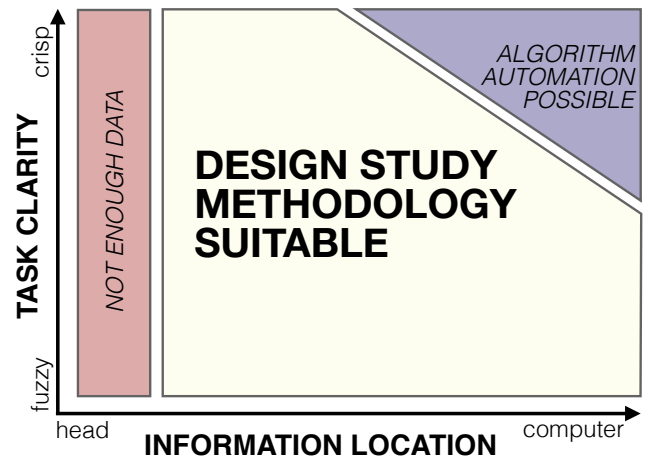 crisp
TASK CLARITY
fuzzy
NOT ENOUGH DATA
DESIGN STUDY
METHODOLOGY
SUITABLE
ALGORITHM
AUTOMATION
POSSIBLE
head
INFORMATION LOCATION
computer